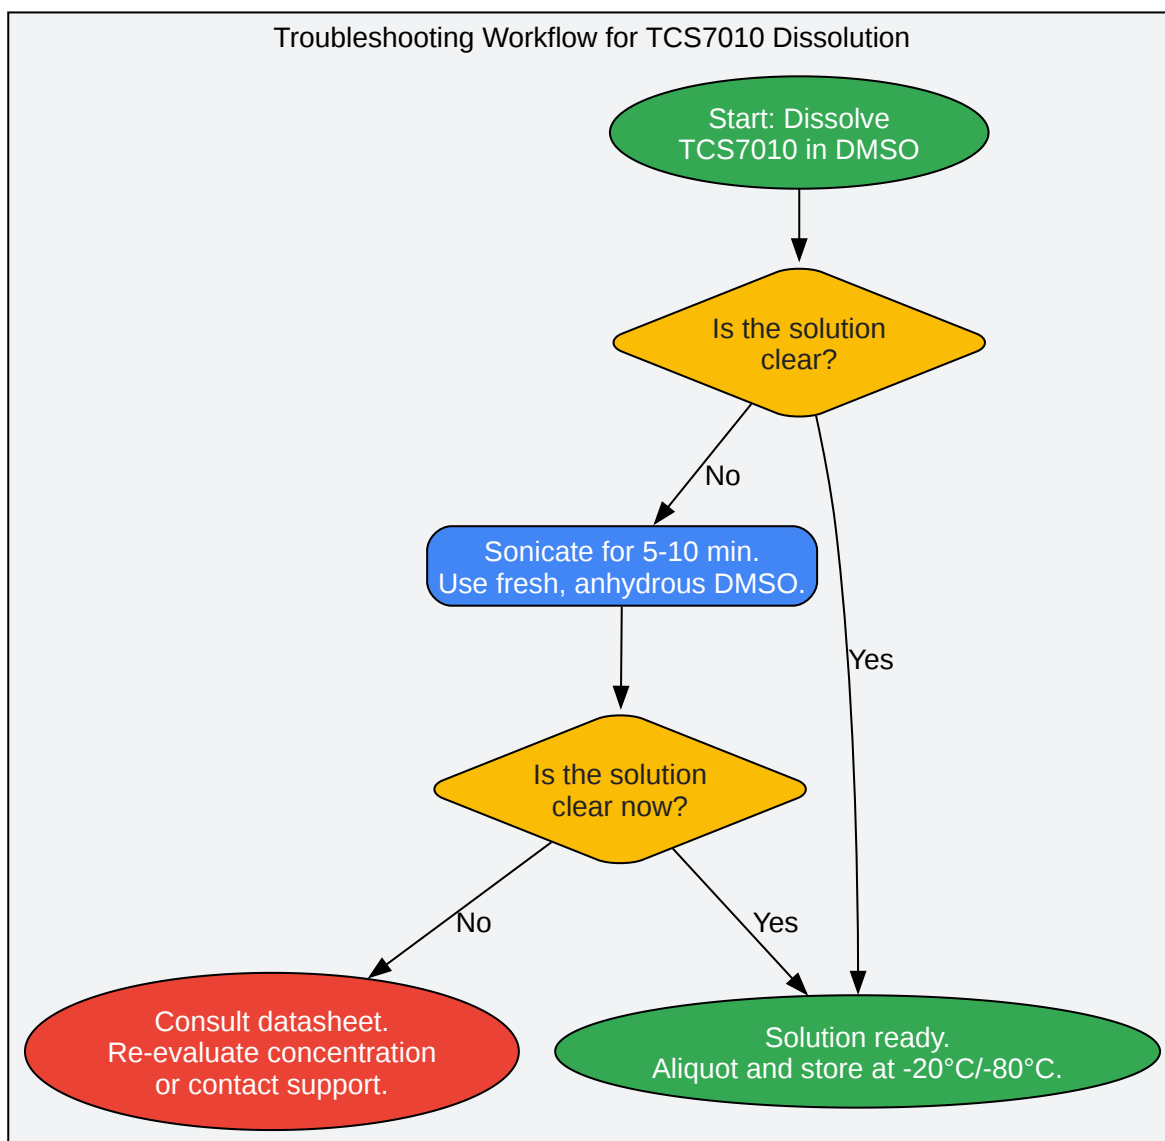 Troubleshooting Workflow for TCS7010 Dissolution
Start: Dissolve
TCS7010 in DMSO
Is the solution
clear?
No
Sonicate for 5-10 min.
Use fresh, anhydrous DMSO.
Yes
Is the solution
clear now?
No
Yes
Consult datasheet.
Re-evaluate concentration
or contact support.
Solution ready.
Aliquot and store at -20°C/-80°C.